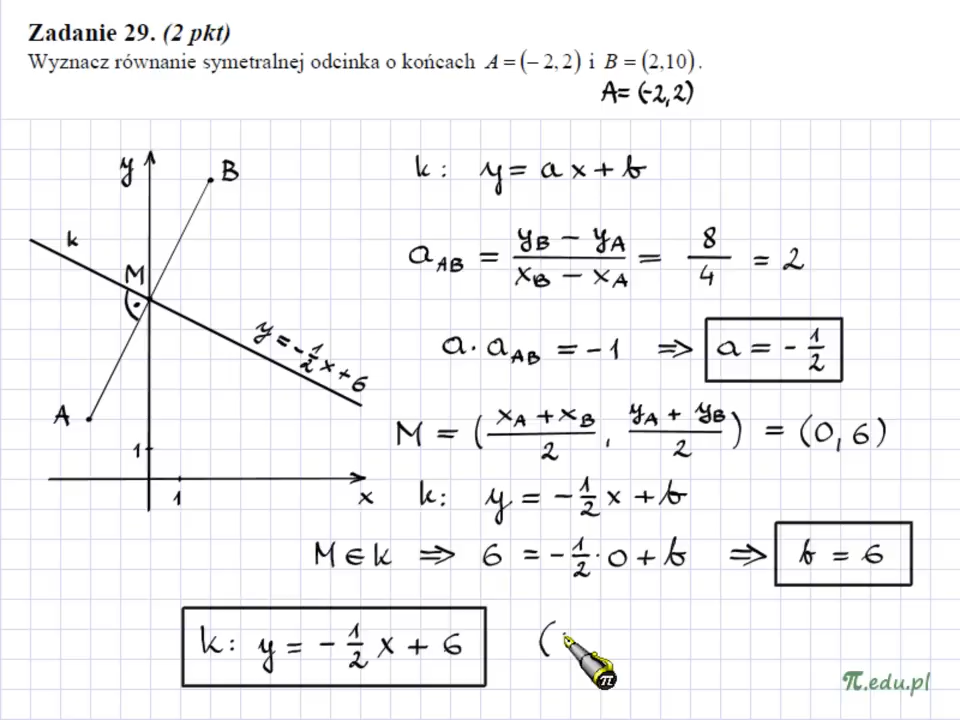 Zadanie 29. (2 pkt)
Wyznacz równanie symetralnej odcinka o końcach A = (– 2, 2) i B = (2,10).
A = (-2, 2)
y B
k
M
y = -1/2 x + 6
A
1
1 x
k: y = ax + b
a_AB = (y_B - y_A)/(x_B - x_A) = 8/4 = 2
a · a_AB = -1 ⇒ a = -1/2
M = ((x_A + x_B)/2, (y_A + y_B)/2) = (0, 6)
k: y = -1/2 x + b
M ∈ k ⇒ 6 = -1/2 · 0 + b ⇒ b = 6
k: y = -1/2 x + 6 (
π
π.edu.pl